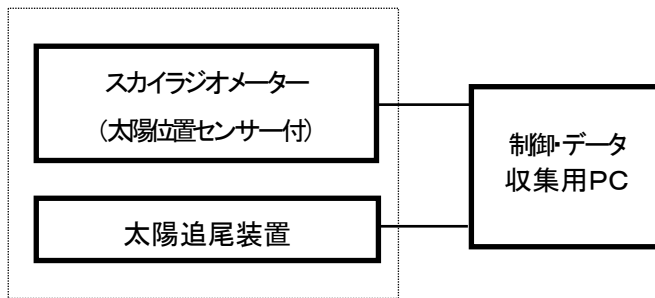 スカイラジオメーター
（太陽位置センサー付）
太陽追尾装置
制御・データ
収集用PC